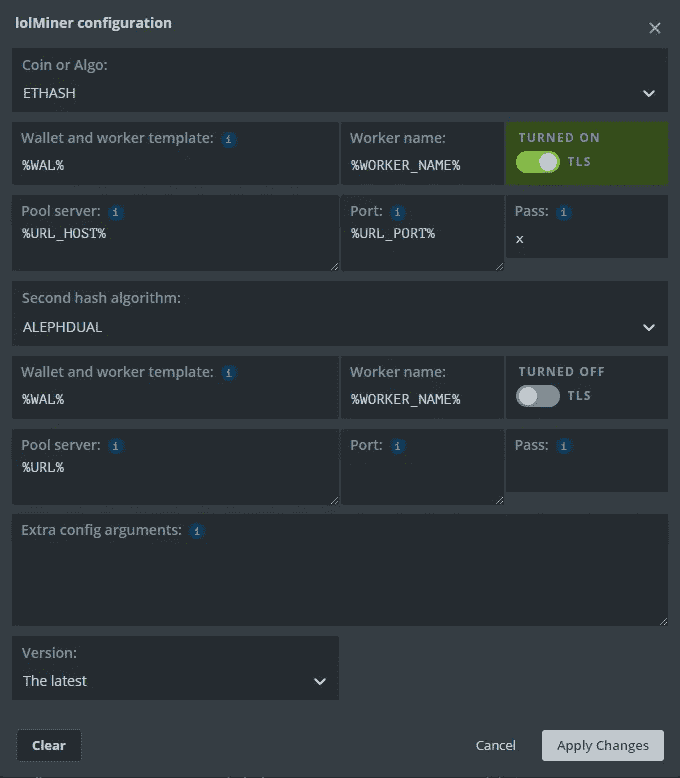 lolMiner configuration
Coin or Algo:
ETHASH
Wallet and worker template: i
%WAL%
Worker name:
%WORKER_NAME%
TURNED ON
TLS
Pool server: i
%URL_HOST%
Port: i
%URL_PORT%
Pass: i
x
Second hash algorithm:
ALEPHDUAL
Wallet and worker template: i
%WAL%
Worker name:
%WORKER_NAME%
TURNED OFF
TLS
Pool server: i
%URL%
Port: i
Pass: i
Extra config arguments: i
Version:
The latest
Clear
Cancel
Apply Changes